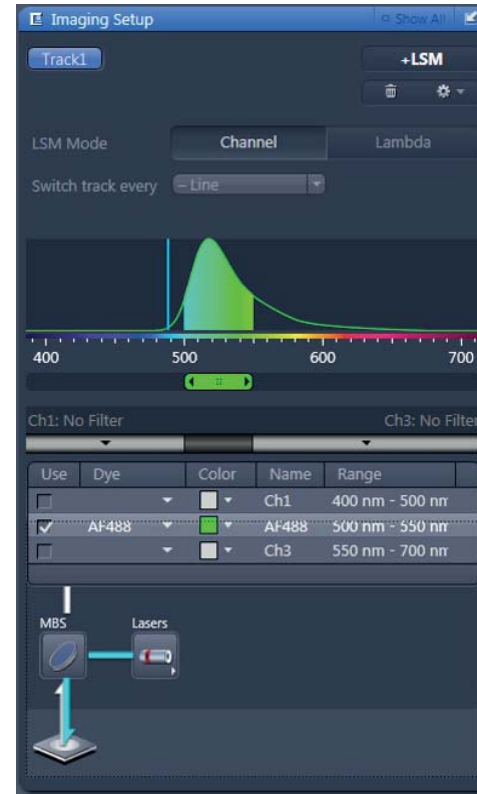 Imaging Setup Show All
Track1 +LSM
LSM Mode Channel Lambda
Switch track every – Line
400 500 600 700
Ch1: No Filter Ch3: No Filter
Use Dye Color Name Range
Ch1 400 nm - 500 nm
AF488 AF488 500 nm - 550 nm
Ch3 550 nm - 700 nm
MBS Lasers